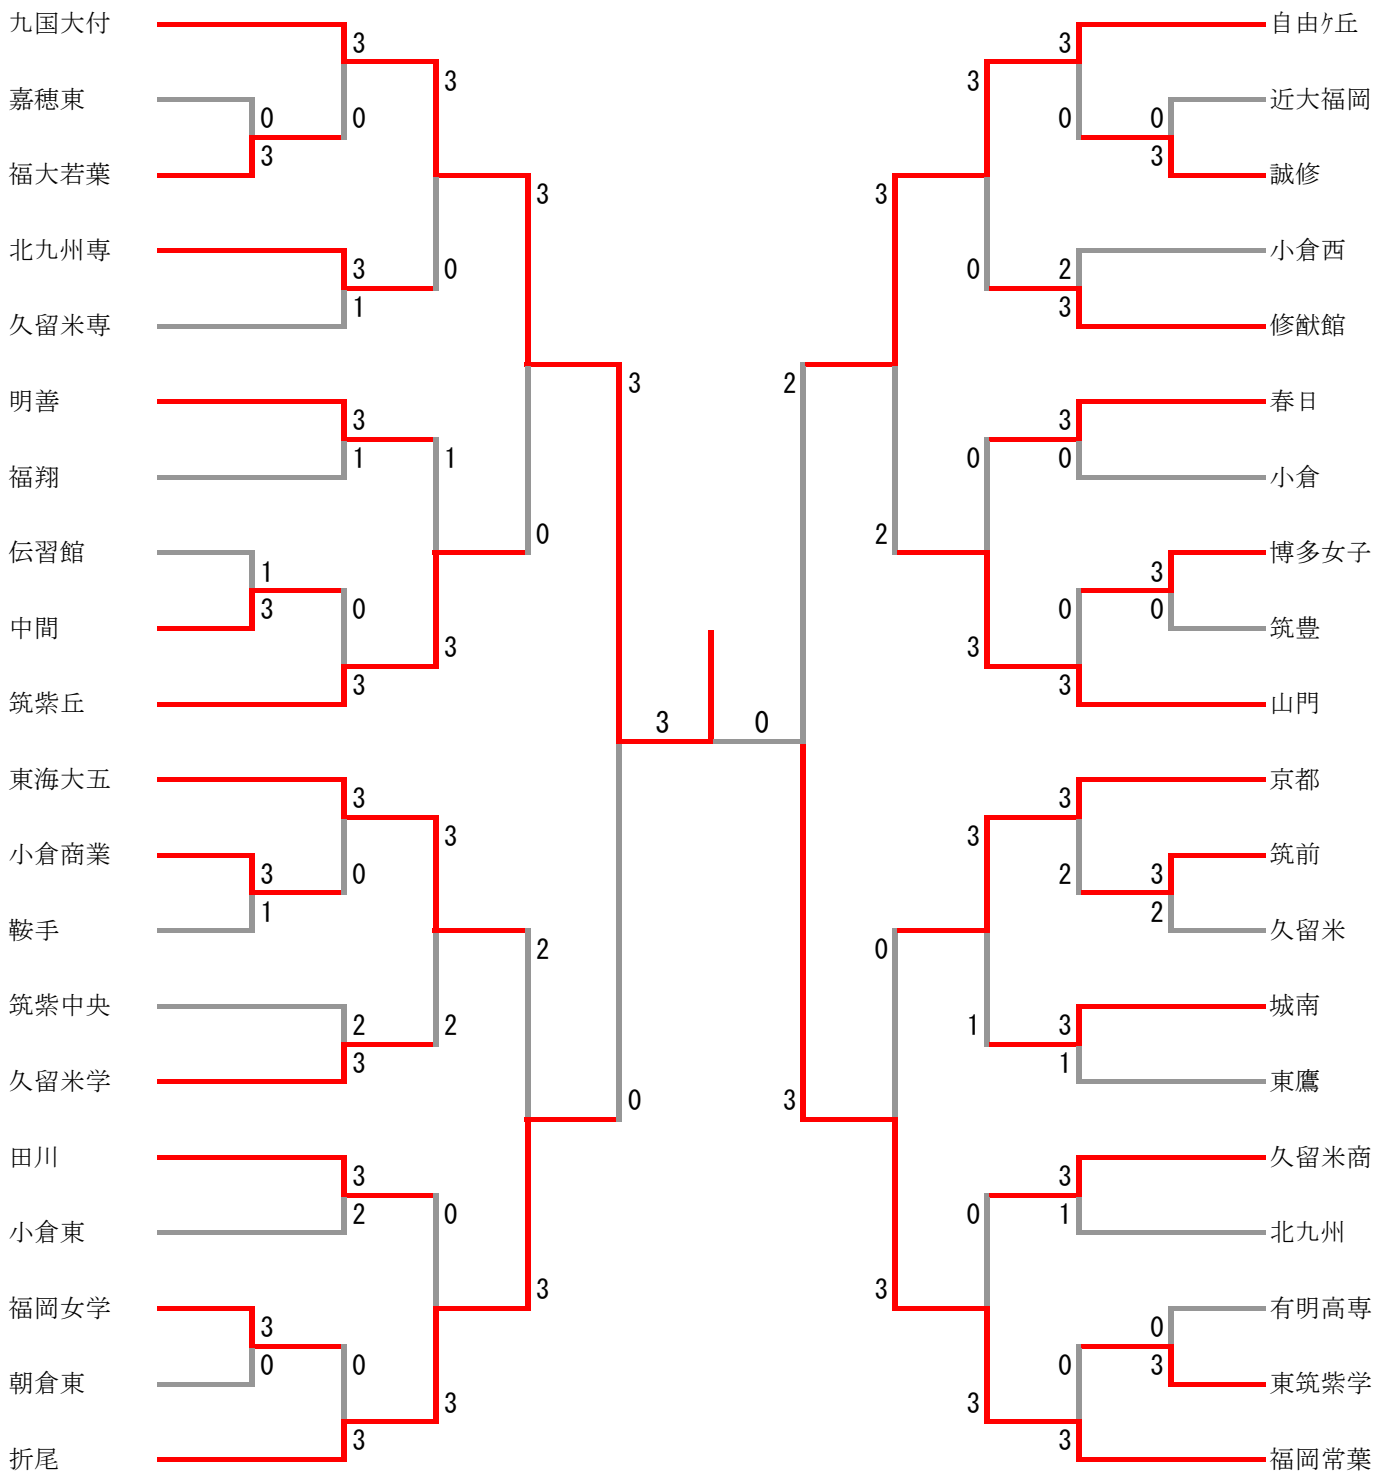 九国大付
嘉穂東
福大若葉
北九州専
久留米専
明善
福翔
伝習館
中間
筑紫丘
東海大五
小倉商業
鞍手
筑紫中央
久留米学
田川
小倉東
福岡女学
朝倉東
折尾
3
0
0
3
3
1
3
1
1
3
0
3
3
0
3
1
2
3
3
2
3
0
0
3
3
0
1
3
3
2
0
3
3
0
2
3
3
0
3
0
2
3
3
2
0
3
3
0
0
3
3
1
0
3
3
0
0
3
2
3
3
0
3
0
0
3
3
2
3
2
3
1
3
1
0
3
0
3
自由ｹ丘
近大福岡
誠修
小倉西
修猷館
春日
小倉
博多女子
筑豊
山門
京都
筑前
久留米
城南
東鷹
久留米商
北九州
有明高専
東筑紫学
福岡常葉